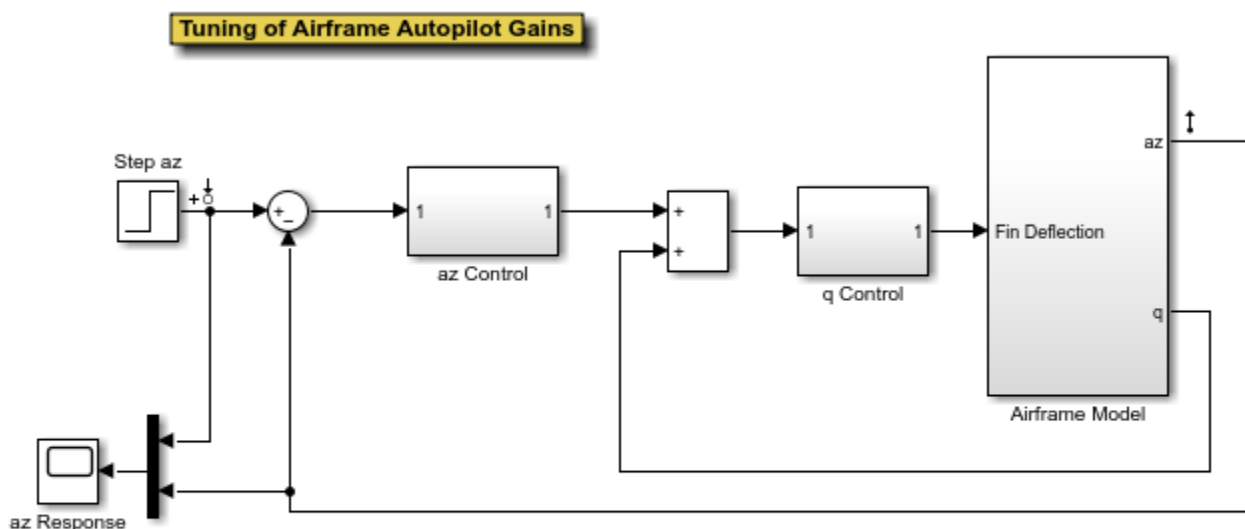 Tuning of Airframe Autopilot Gains
Step az
+
+
-
1
1
az Control
+
+
1
1
q Control
Fin Deflection
az
q
Airframe Model
az Response